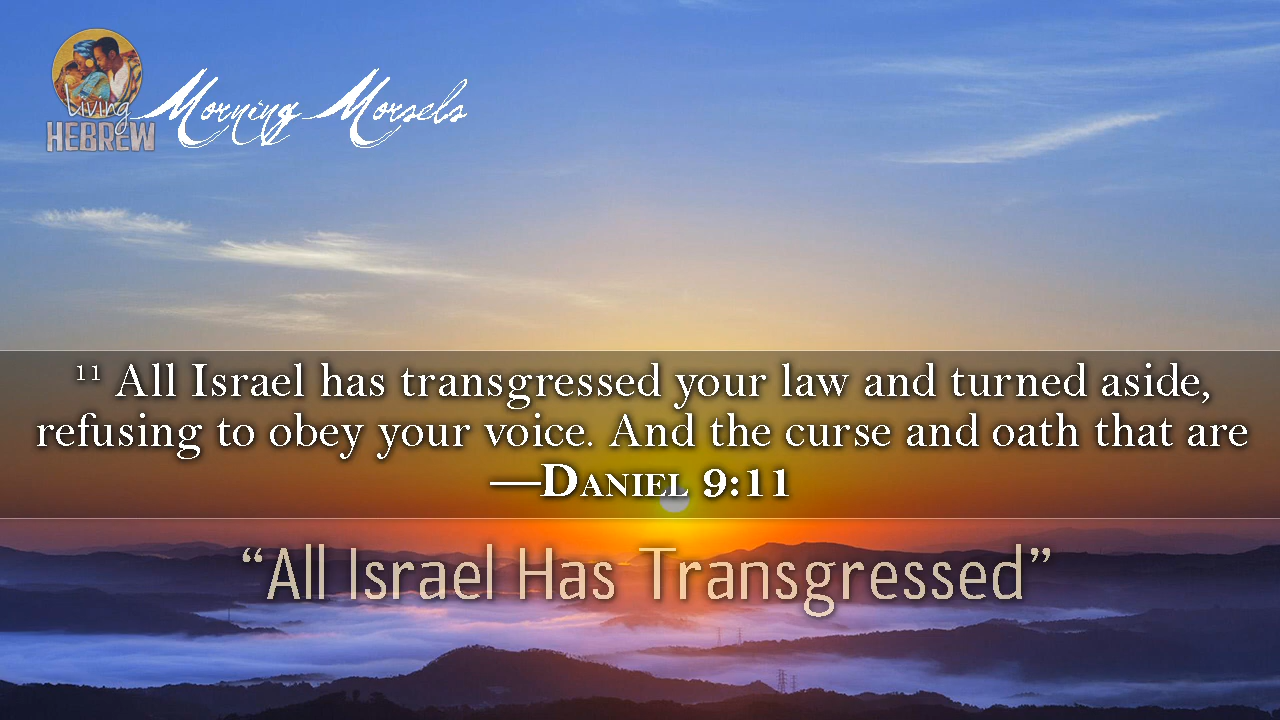 Living
HEBREW
Morning Morsels
¹¹ All Israel has transgressed your law and turned aside,
refusing to obey your voice. And the curse and oath that are
—DANIEL 9:11
“All Israel Has Transgressed”